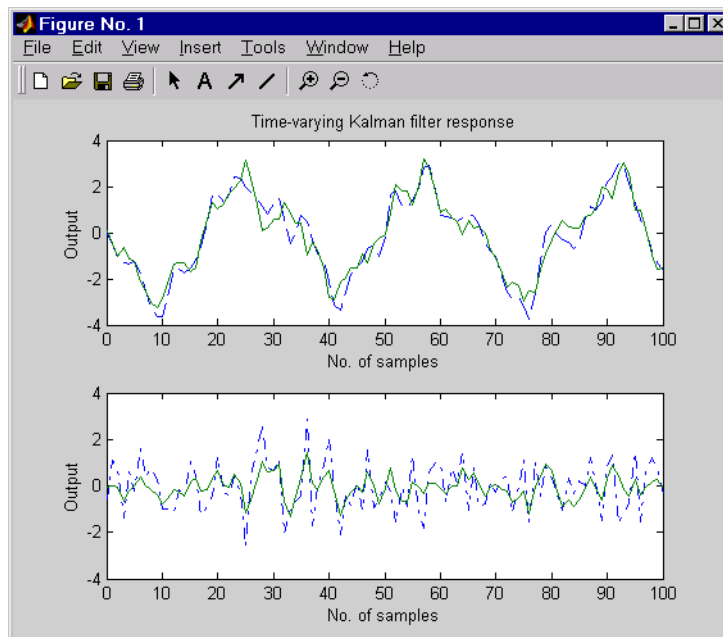 Figure No. 1
File Edit View Insert Tools Window Help
A
Time-varying Kalman filter response
4
2
0
-2
-4
Output
0 10 20 30 40 50 60 70 80 90 100
No. of samples
4
2
0
-2
-4
Output
0 10 20 30 40 50 60 70 80 90 100
No. of samples